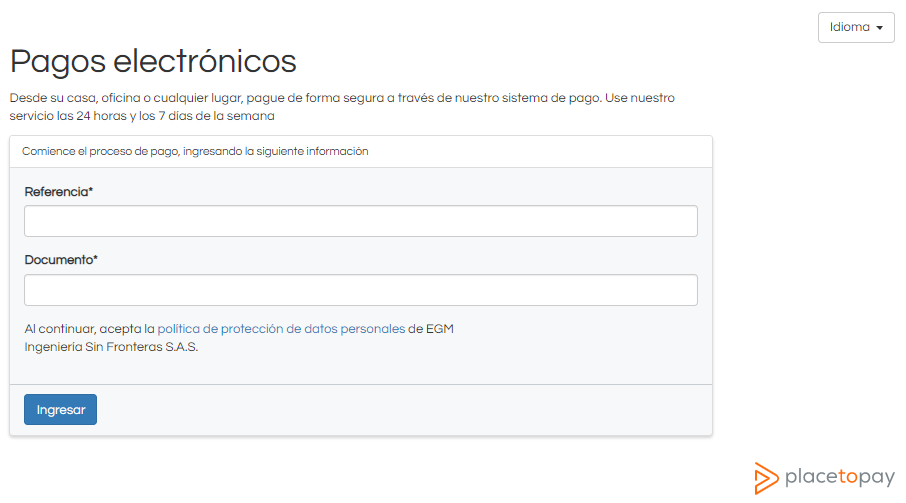 Idioma
Pagos electrónicos
Desde su casa, oficina o cualquier lugar, pague de forma segura a través de nuestro sistema de pago. Use nuestro
servicio las 24 horas y los 7 días de la semana
Comience el proceso de pago, ingresando la siguiente información
Referencia*
Documento*
Al continuar, acepta la política de protección de datos personales de EGM
Ingeniería Sin Fronteras S.A.S.
Ingresar
placetopay